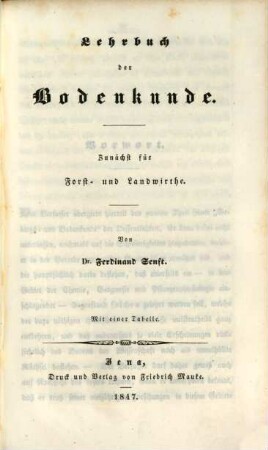 Lehrbuch
der
Bodenkunde.
Zunächst für
Forst- und Landwirthe.
Von
Dr. Ferdinand Senft.
Mit einer Tabelle.
Jena,
Druck und Verlag von Friedrich Mauke.
1847.